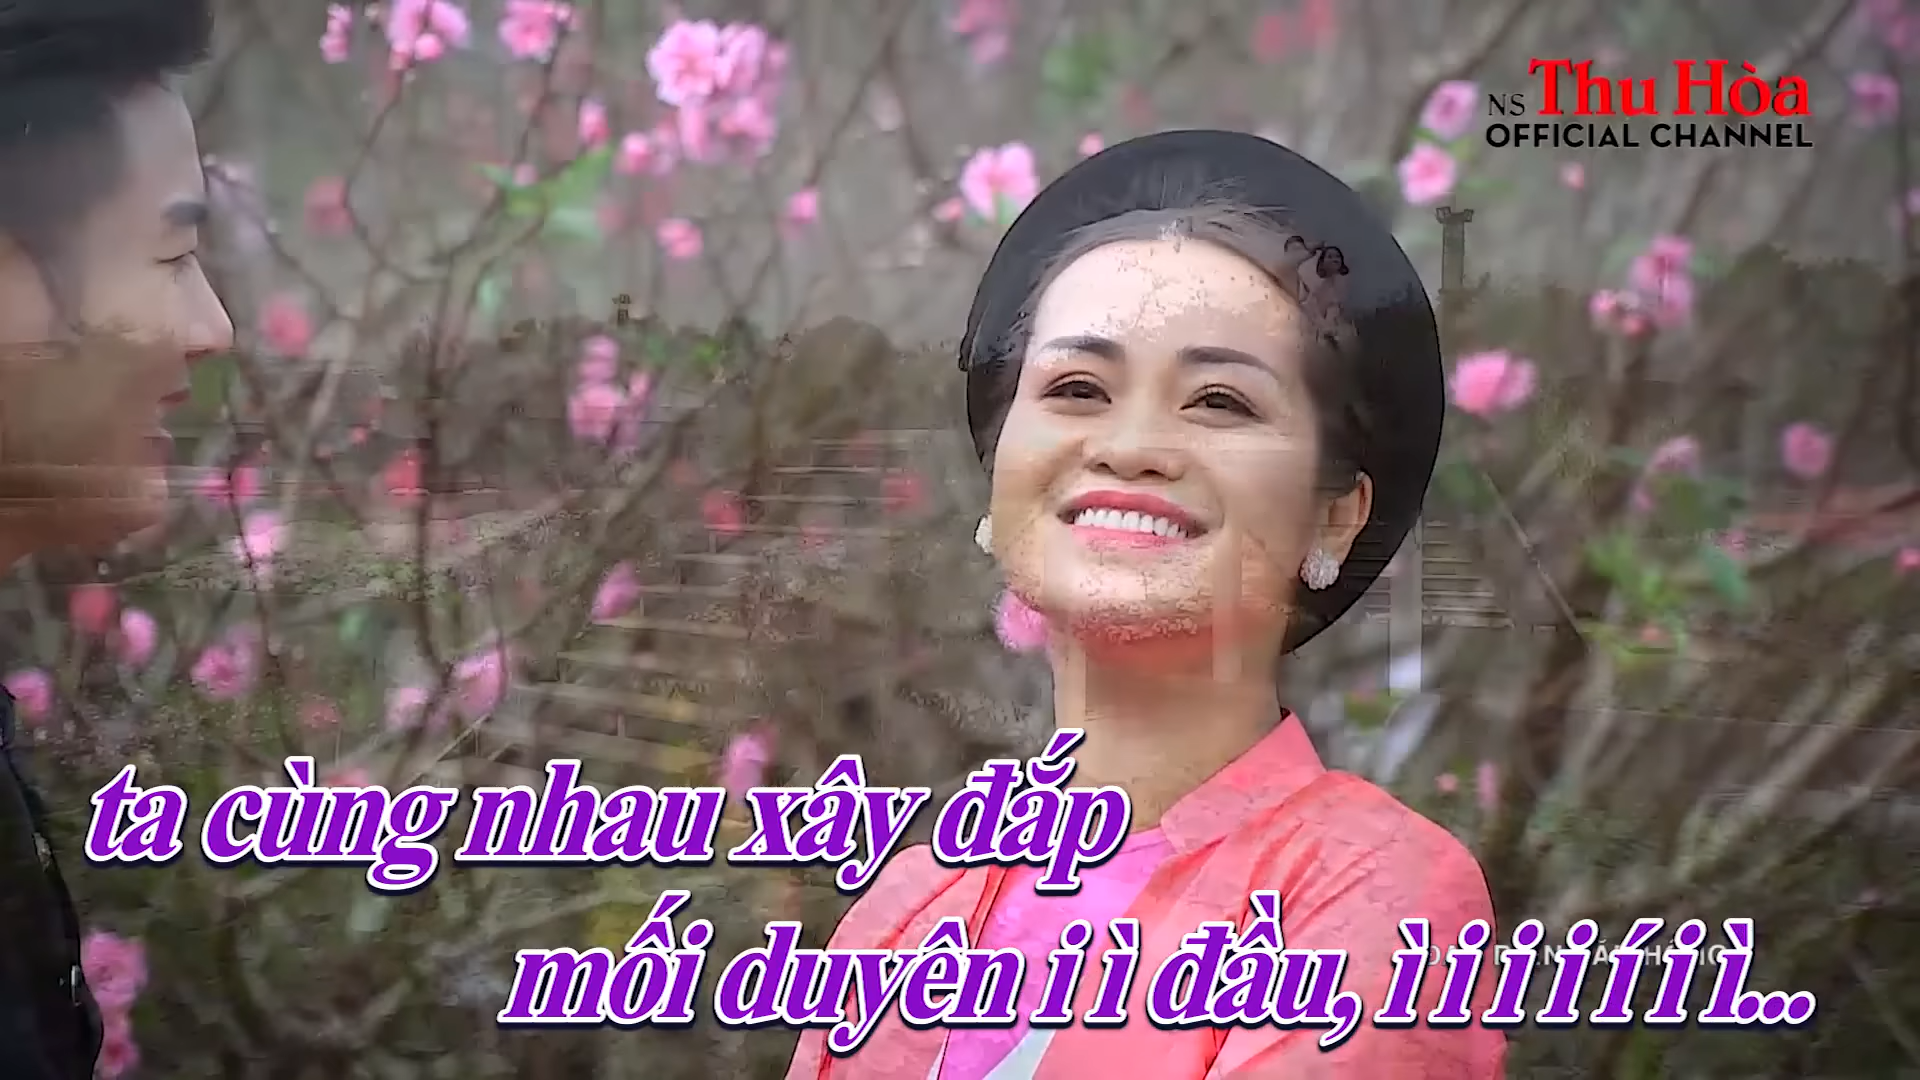 NS Thu Hòa
OFFICIAL CHANNEL
ta cùng nhau xây đắp
mối duyên i ì đầu, ì i i i í i ì...